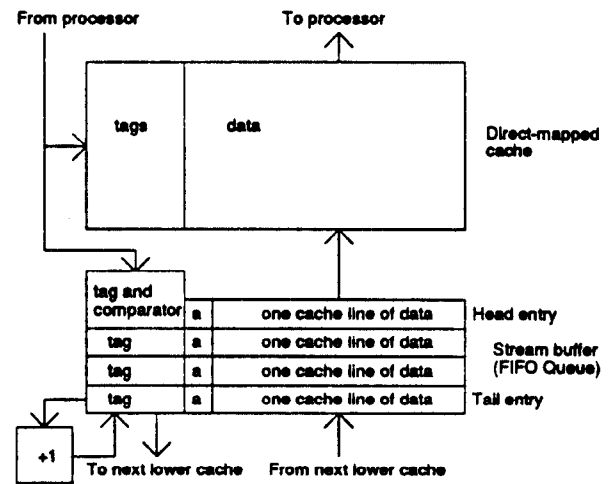 From processor
To processor
tags
data
Direct-mapped
cache
tag and
comparator
a
one cache line of data
Head entry
tag
a
one cache line of data
Stream buffer
(FIFO Queue)
tag
a
one cache line of data
tag
a
one cache line of data
Tail entry
+1
To next lower cache
From next lower cache